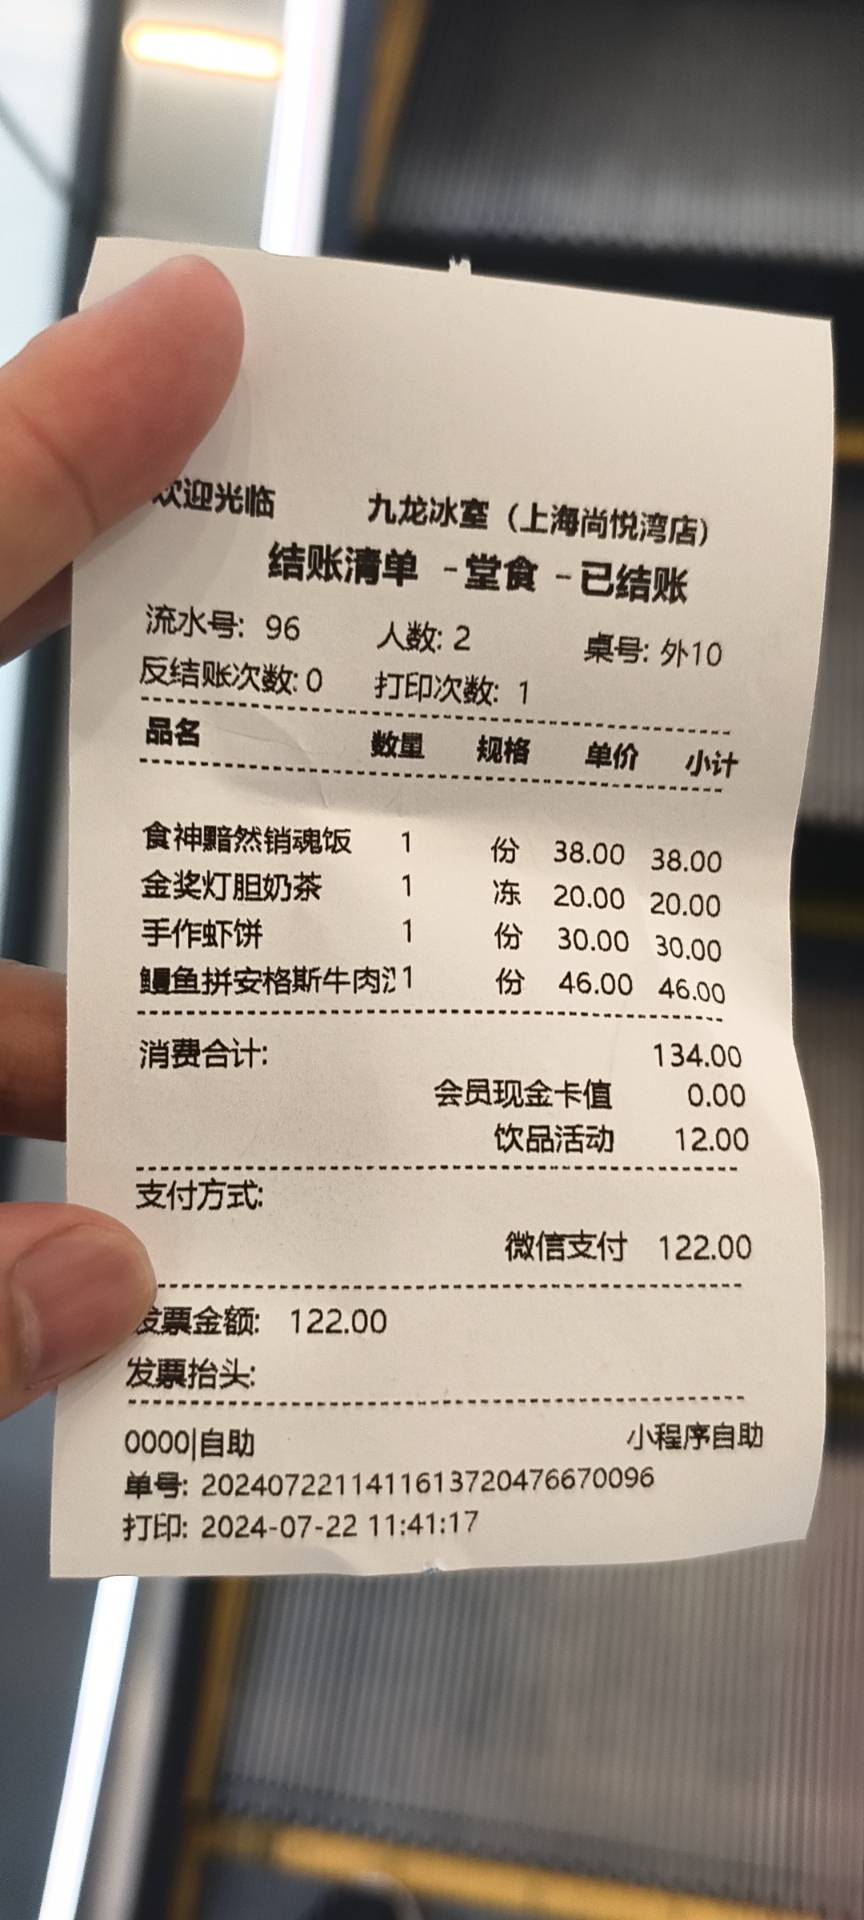 欢迎光临 九龙冰室（上海尚悦湾店）
结账清单 -堂食 -已结账
流水号: 96 人数: 2 桌号: 外10
反结账次数: 0 打印次数: 1
品名 数量 规格 单价 小计
食神黯然销魂饭 1 份 38.00 38.00
金奖灯胆奶茶 1 冻 20.00 20.00
手作虾饼 1 份 30.00 30.00
鳗鱼拼安格斯牛肉 1 份 46.00 46.00
消费合计: 134.00
会员现金卡值 0.00
饮品活动 12.00
支付方式:
微信支付 122.00
发票金额: 122.00
发票抬头:
0000|自助 小程序自助
单号: 2024072211411613720476670096
打印: 2024-07-22 11:41:17